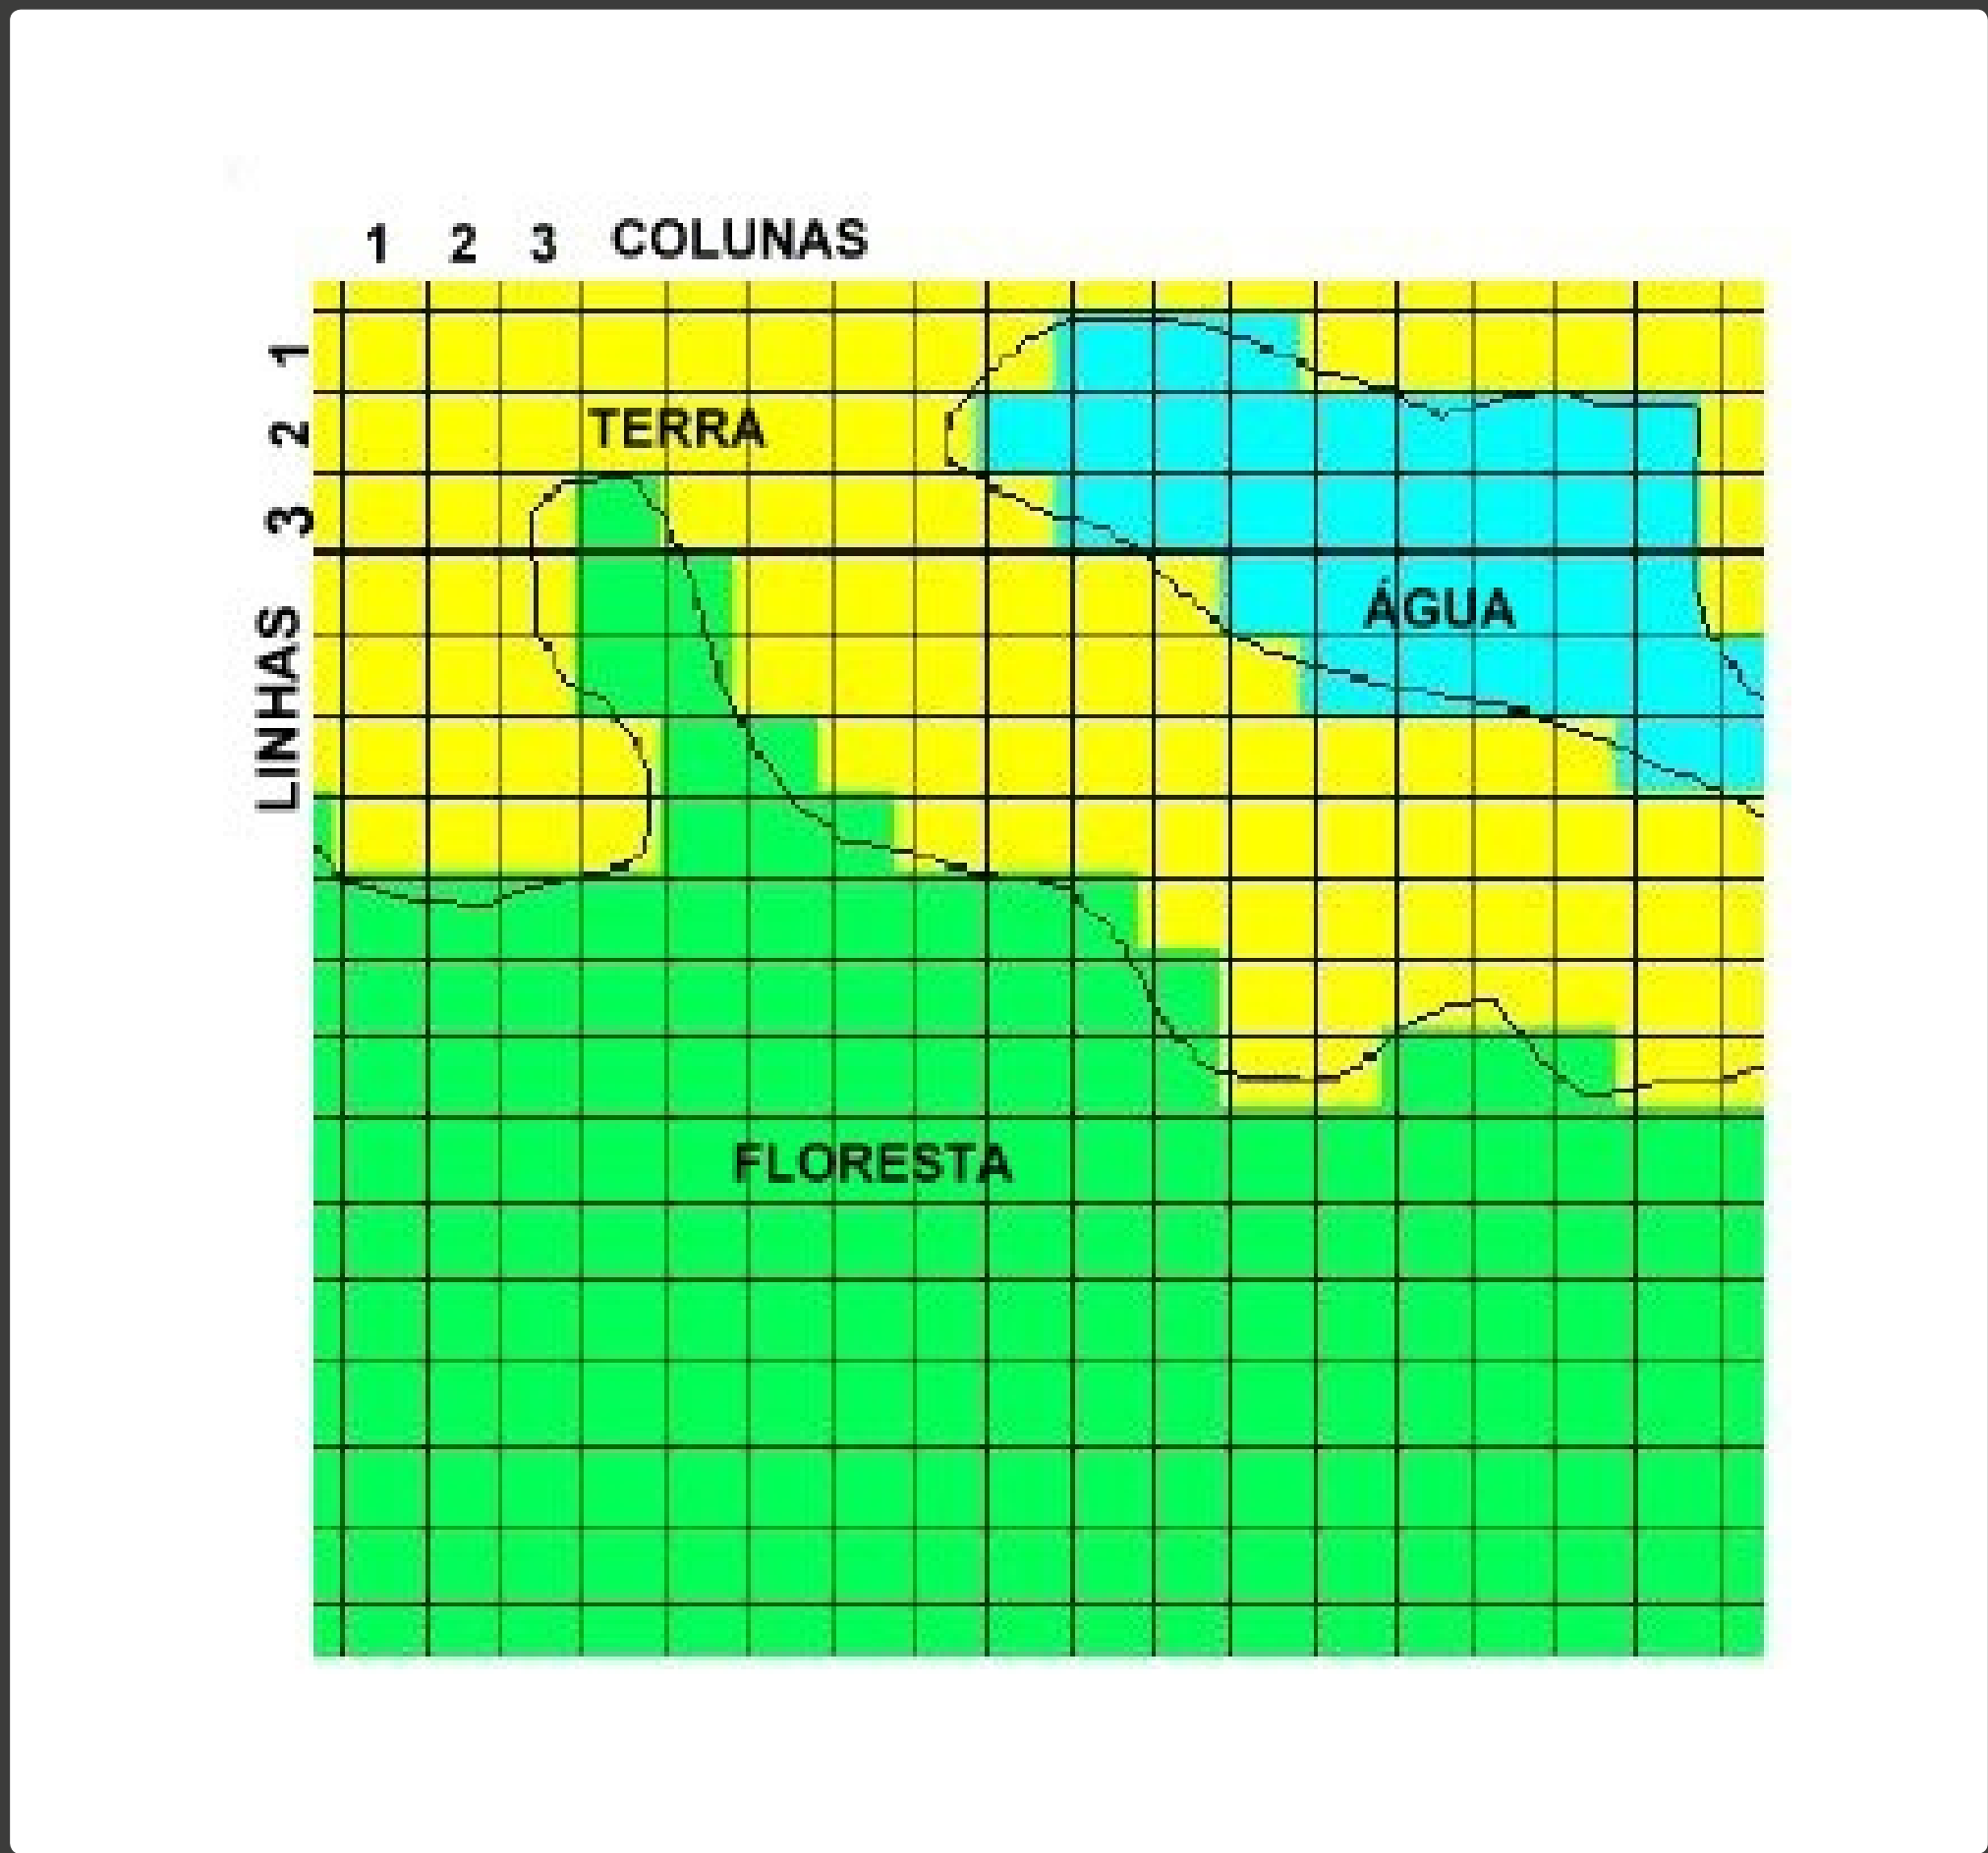 1 2 3 COLUNAS
1
2
3
LINHAS
TERRA
ÁGUA
FLORESTA